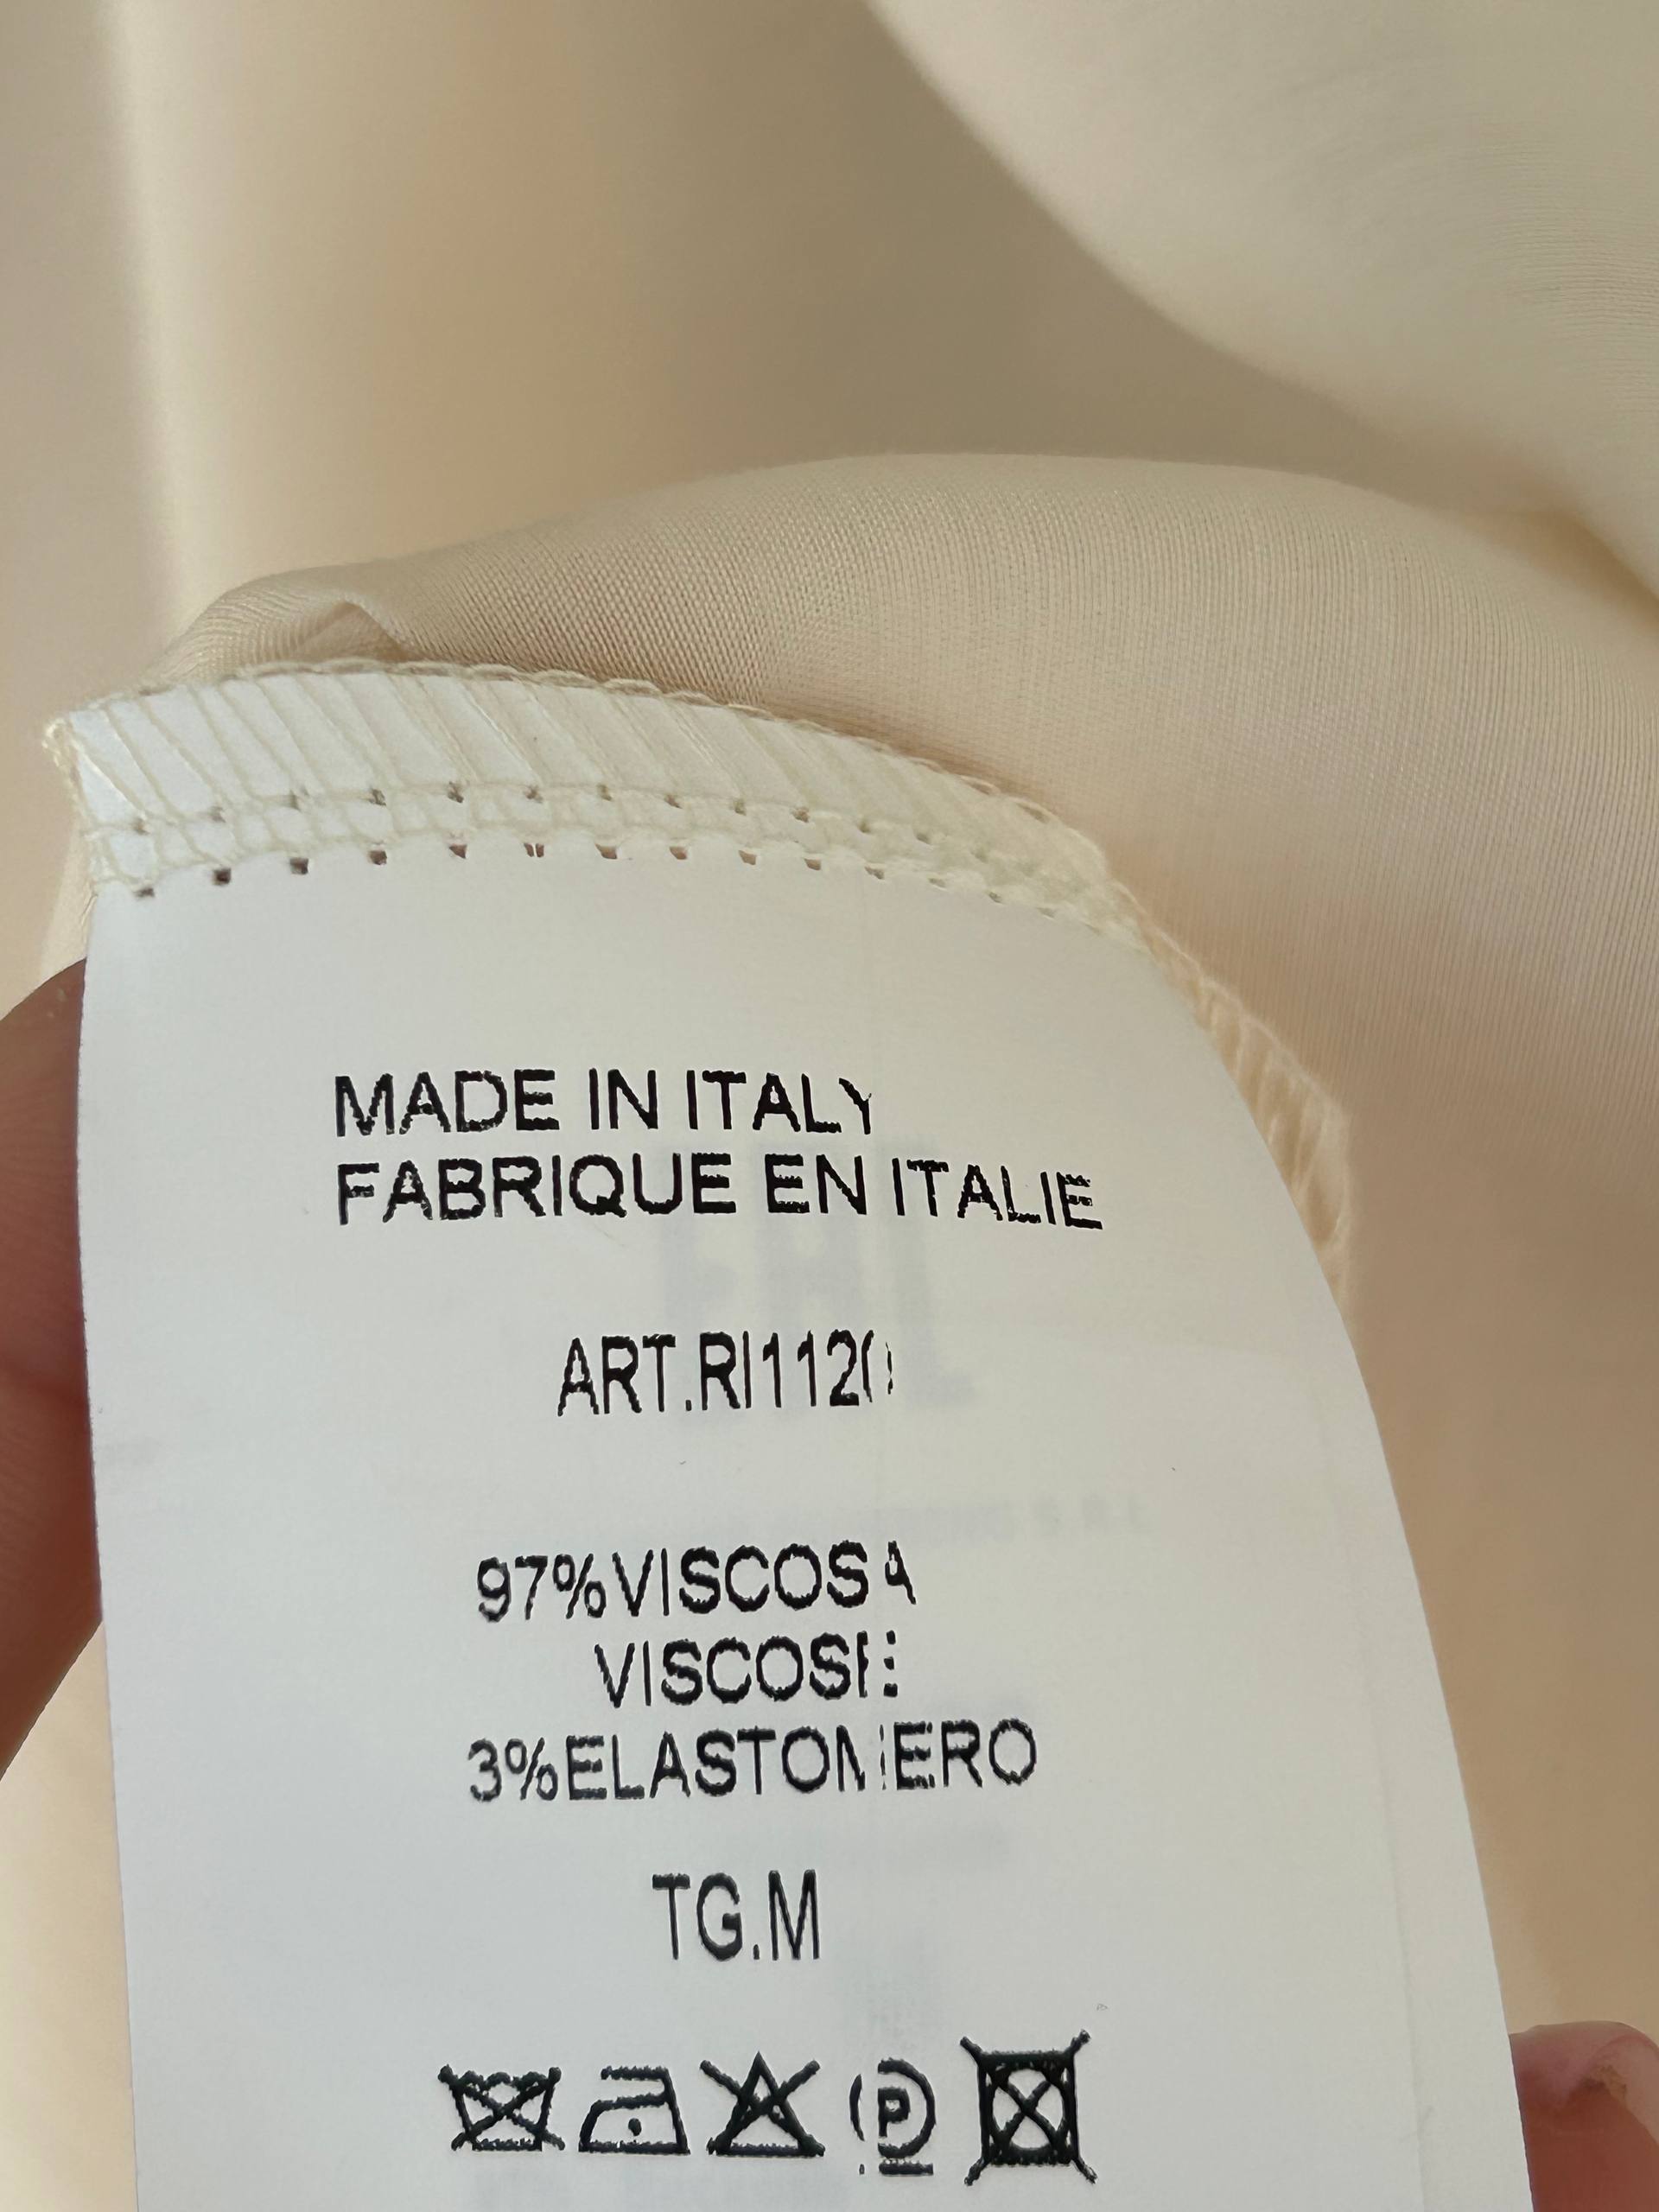 MADE IN ITALY
FABRIQUE EN ITALIE
ART.RI1120
97%VISCOSA
VISCOSE
3%ELASTOMERO
TG.M
P